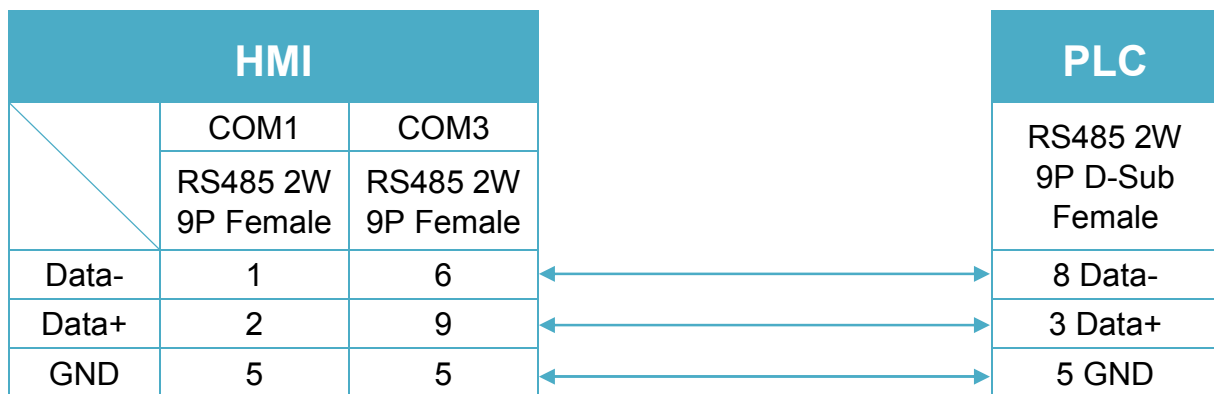 HMI PLC
COM1 COM3
RS485 2W RS485 2W RS485 2W
9P Female 9P Female 9P D-Sub
Female
Data- 1 6 8 Data-
Data+ 2 9 3 Data+
GND 5 5 5 GND